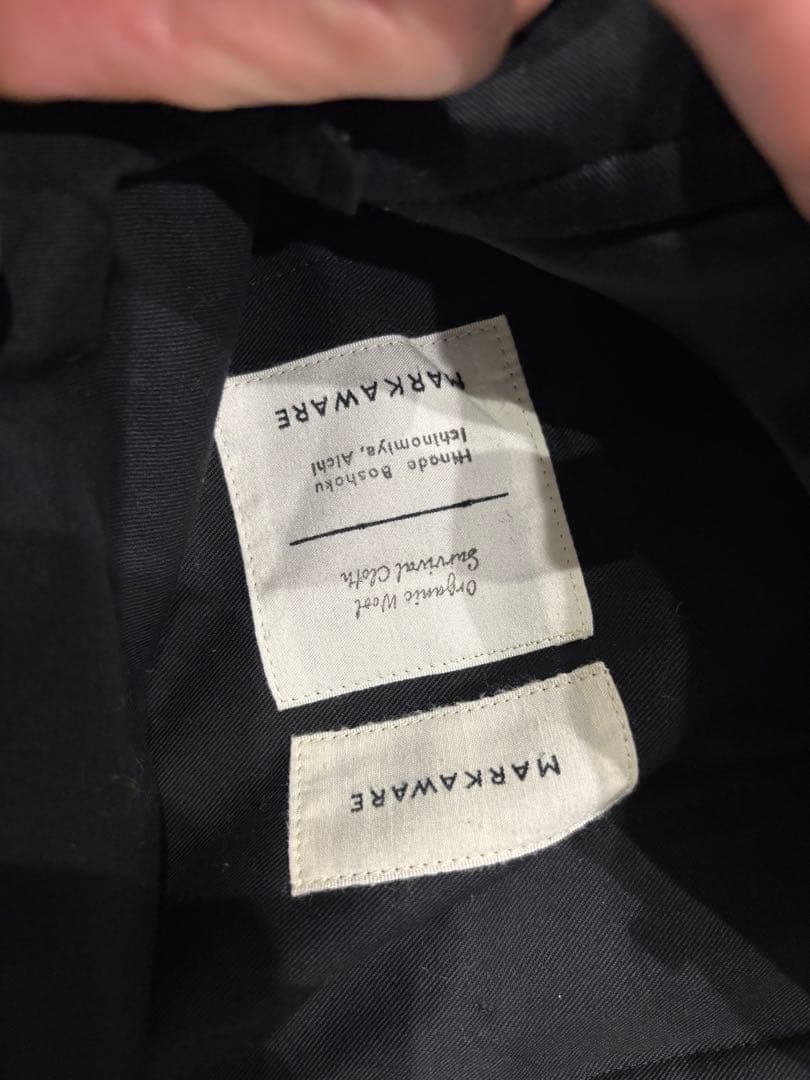 MARKAWARE
Organic Wool
Survival Cloth
Hinode Boshoku
Ichinomiya, Aichi
MARKAWARE